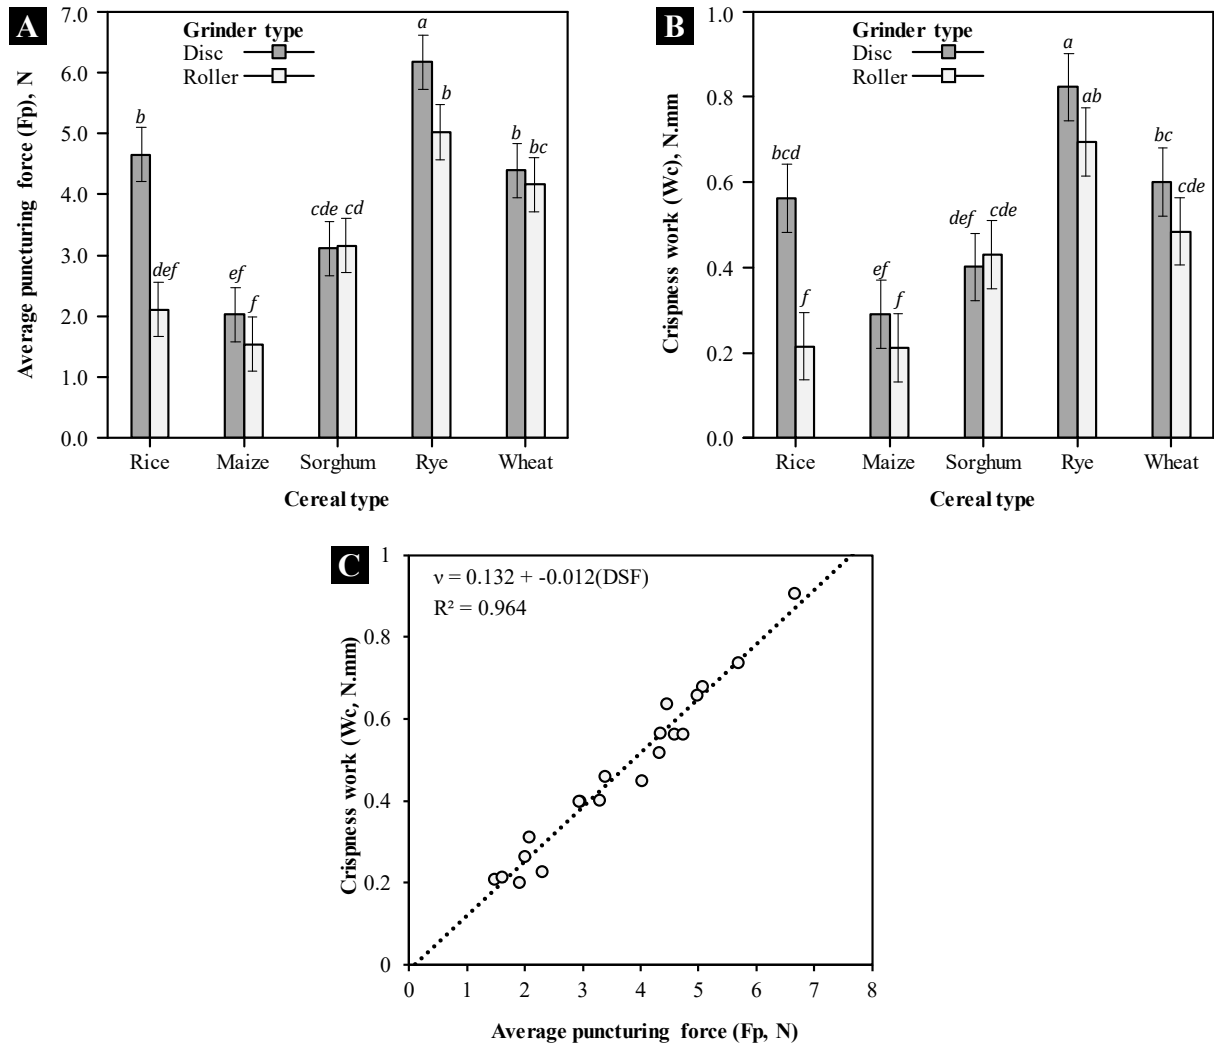 A
Average puncturing force (Fp), N
7.0
6.0
5.0
4.0
3.0
2.0
1.0
0.0
Grinder type
Disc
Roller
b
def
ef
f
cde
cd
a
b
b
bc
Rice
Maize
Sorghum
Rye
Wheat
Cereal type
B
Crispness work (Wc), N.mm
1.0
0.8
0.6
0.4
0.2
0.0
Grinder type
Disc
Roller
bcd
f
ef
f
def
cde
a
ab
bc
cde
Rice
Maize
Sorghum
Rye
Wheat
Cereal type
C
Crispness work (Wc, N.mm)
1
0.8
0.6
0.4
0.2
0
ν = 0.132 + -0.012(DSF)
R² = 0.964
0 1 2 3 4 5 6 7 8
Average puncturing force (Fp, N)